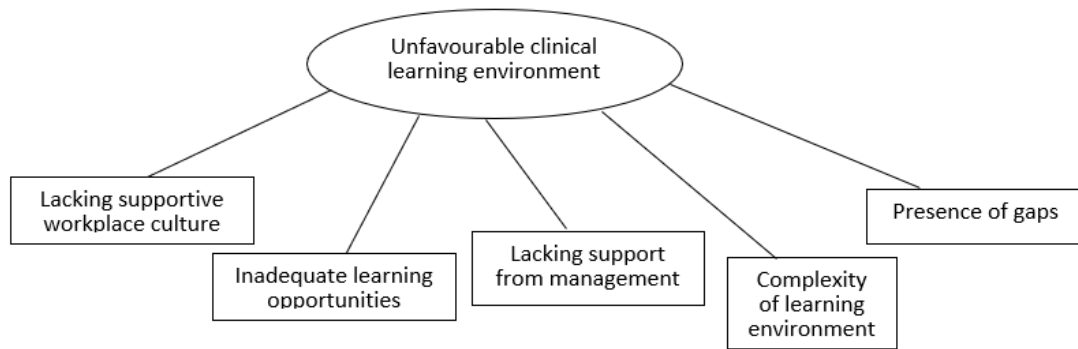 Unfavourable clinical
learning environment
Lacking supportive
workplace culture
Inadequate learning
opportunities
Lacking support
from management
Complexity
of learning
environment
Presence of gaps